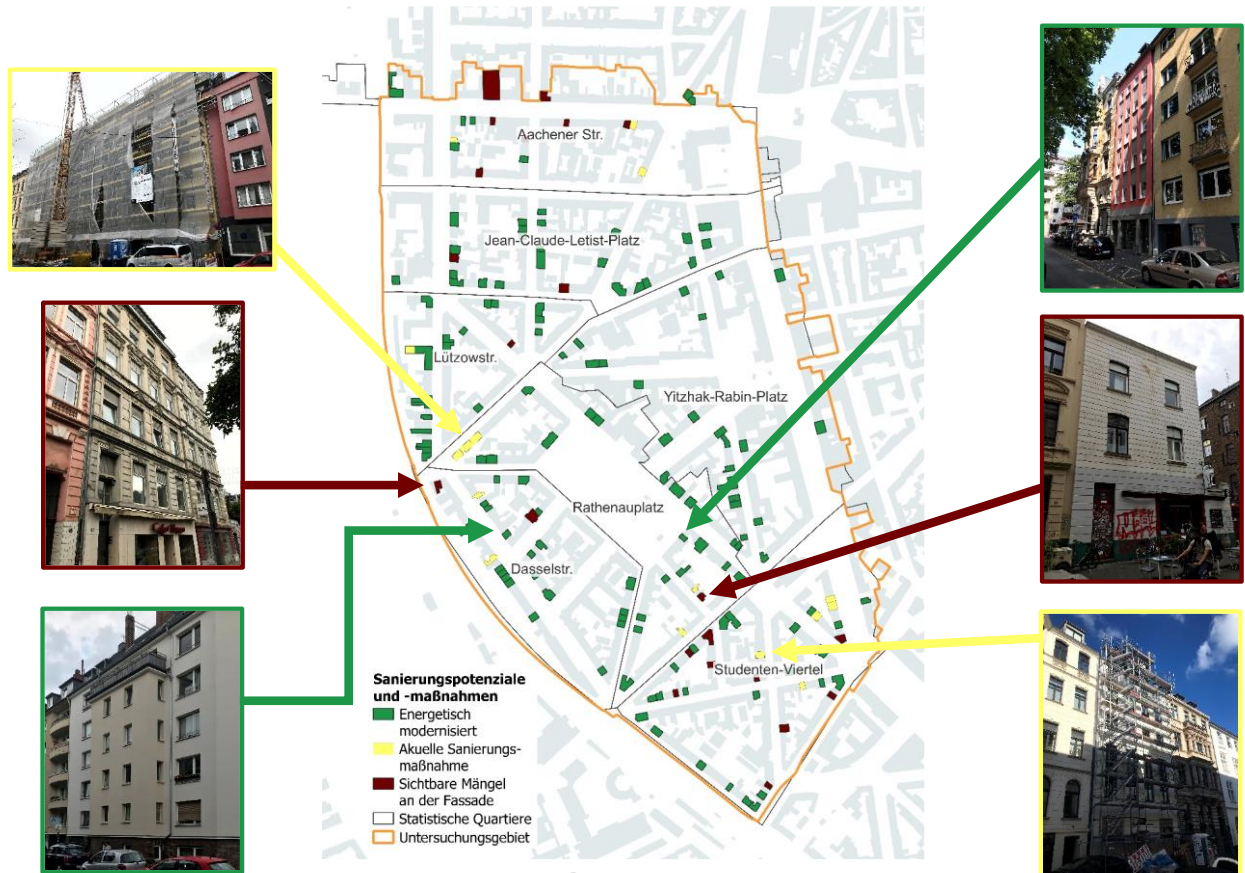 Aachener Str.
Jean-Claude-Letist-Platz
Lützowstr.
Yitzhak-Rabin-Platz
Rathenauplatz
Dasselstr.
Studenten-Viertel
Sanierungspotenziale
und -maßnahmen
Energetisch
modernisiert
Akuelle Sanierungs-
maßnahme
Sichtbare Mängel
an der Fassade
Statistische Quartiere
Untersuchungsgebiet